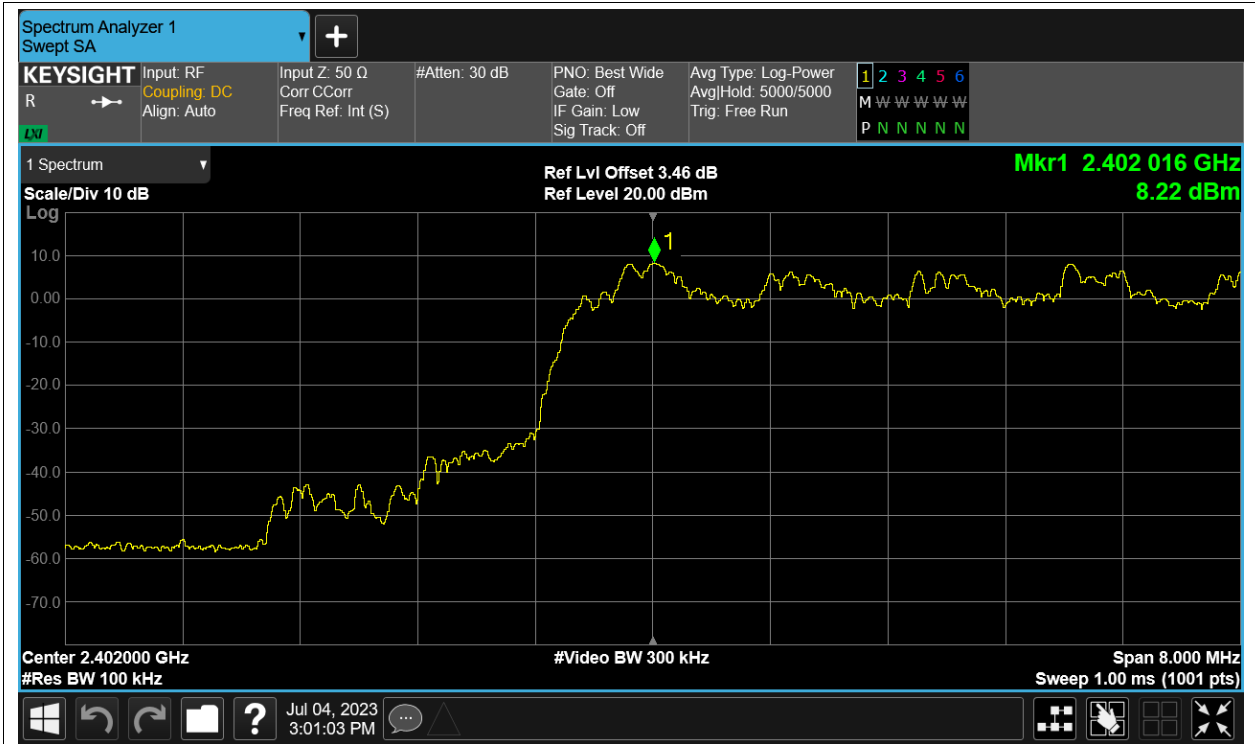 Spectrum Analyzer 1
Swept SA
+
KEYSIGHT
R
LXI
Input: RF
Coupling: DC
Align: Auto
Input Z: 50 Ω
Corr CCorr
Freq Ref: Int (S)
#Atten: 30 dB
PNO: Best Wide
Gate: Off
IF Gain: Low
Sig Track: Off
Avg Type: Log-Power
Avg|Hold: 5000/5000
Trig: Free Run
1 2 3 4 5 6
M W W W W W
P N N N N N
1 Spectrum
Scale/Div 10 dB
Log
Ref Lvl Offset 3.46 dB
Ref Level 20.00 dBm
Mkr1 2.402 016 GHz
8.22 dBm
1
10.0
0.00
-10.0
-20.0
-30.0
-40.0
-50.0
-60.0
-70.0
Center 2.402000 GHz
#Res BW 100 kHz
#Video BW 300 kHz
Span 8.000 MHz
Sweep 1.00 ms (1001 pts)
?
Jul 04, 2023
3:01:03 PM